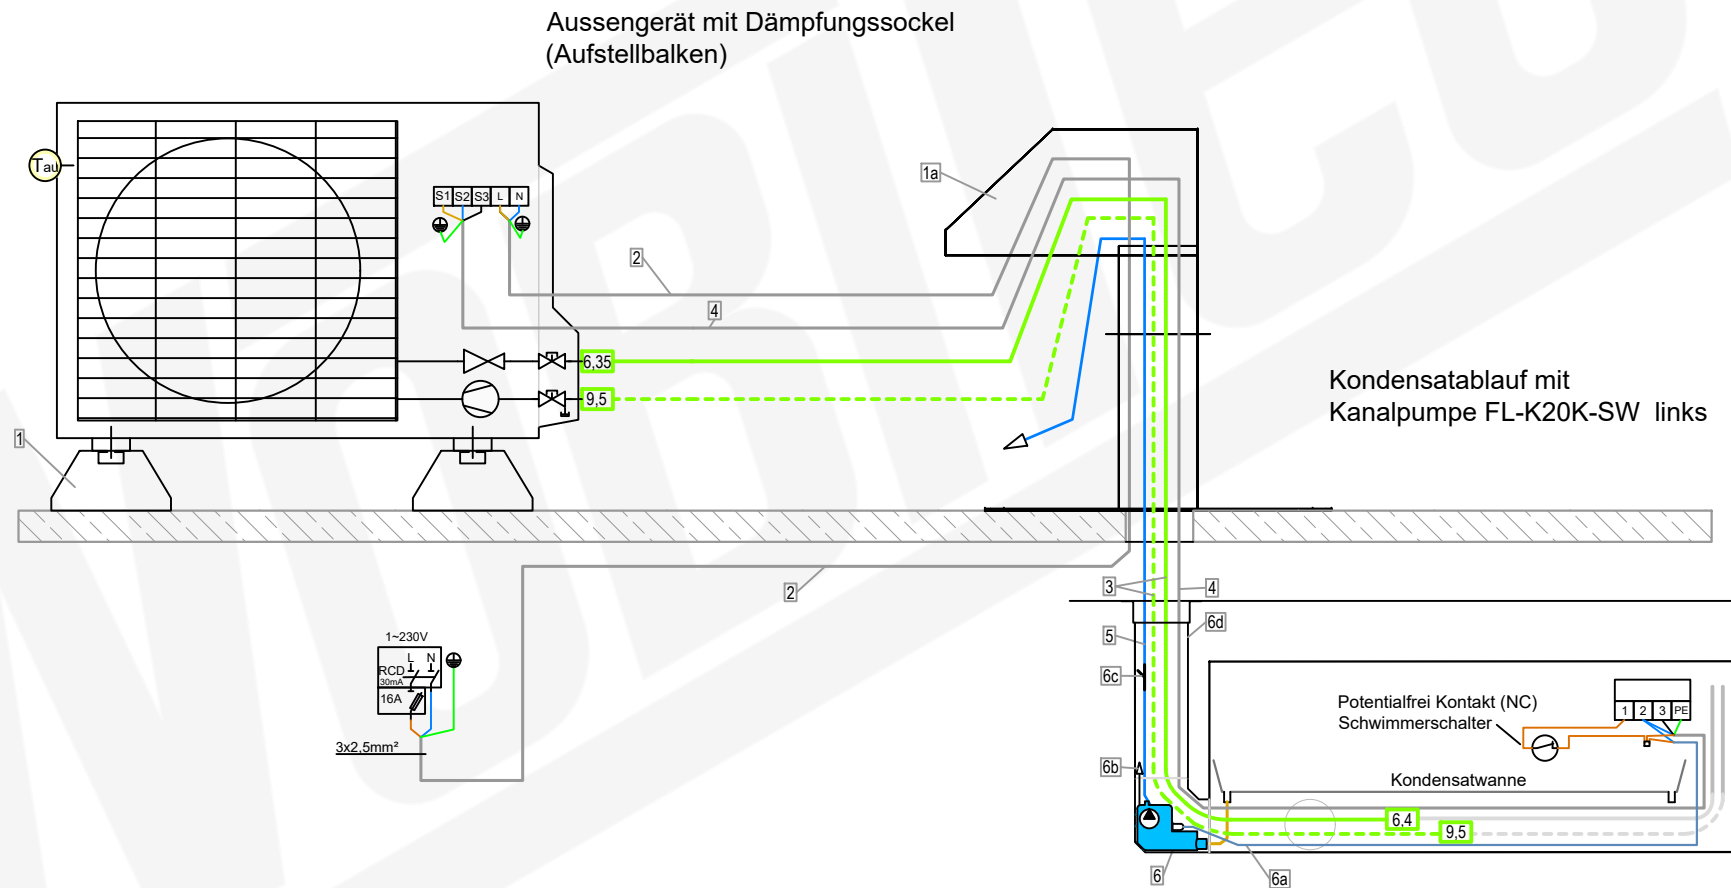 Aussengerät mit Dämpfungssockel
(Aufstellbalken)
Tau
S1 S2 S3 L N
1a
2
4
6,35
9,5
Kondensatablauf mit
Kanalpumpe FL-K20K-SW links
1
2
3
4
5
6d
6c
1~230V
L N
RCD
30mA
16A
3x2,5mm²
Potentialfrei Kontakt (NC)
Schwimmerschalter
1 2 3 PE
6b
Kondensatwanne
6,4
9,5
6
6a